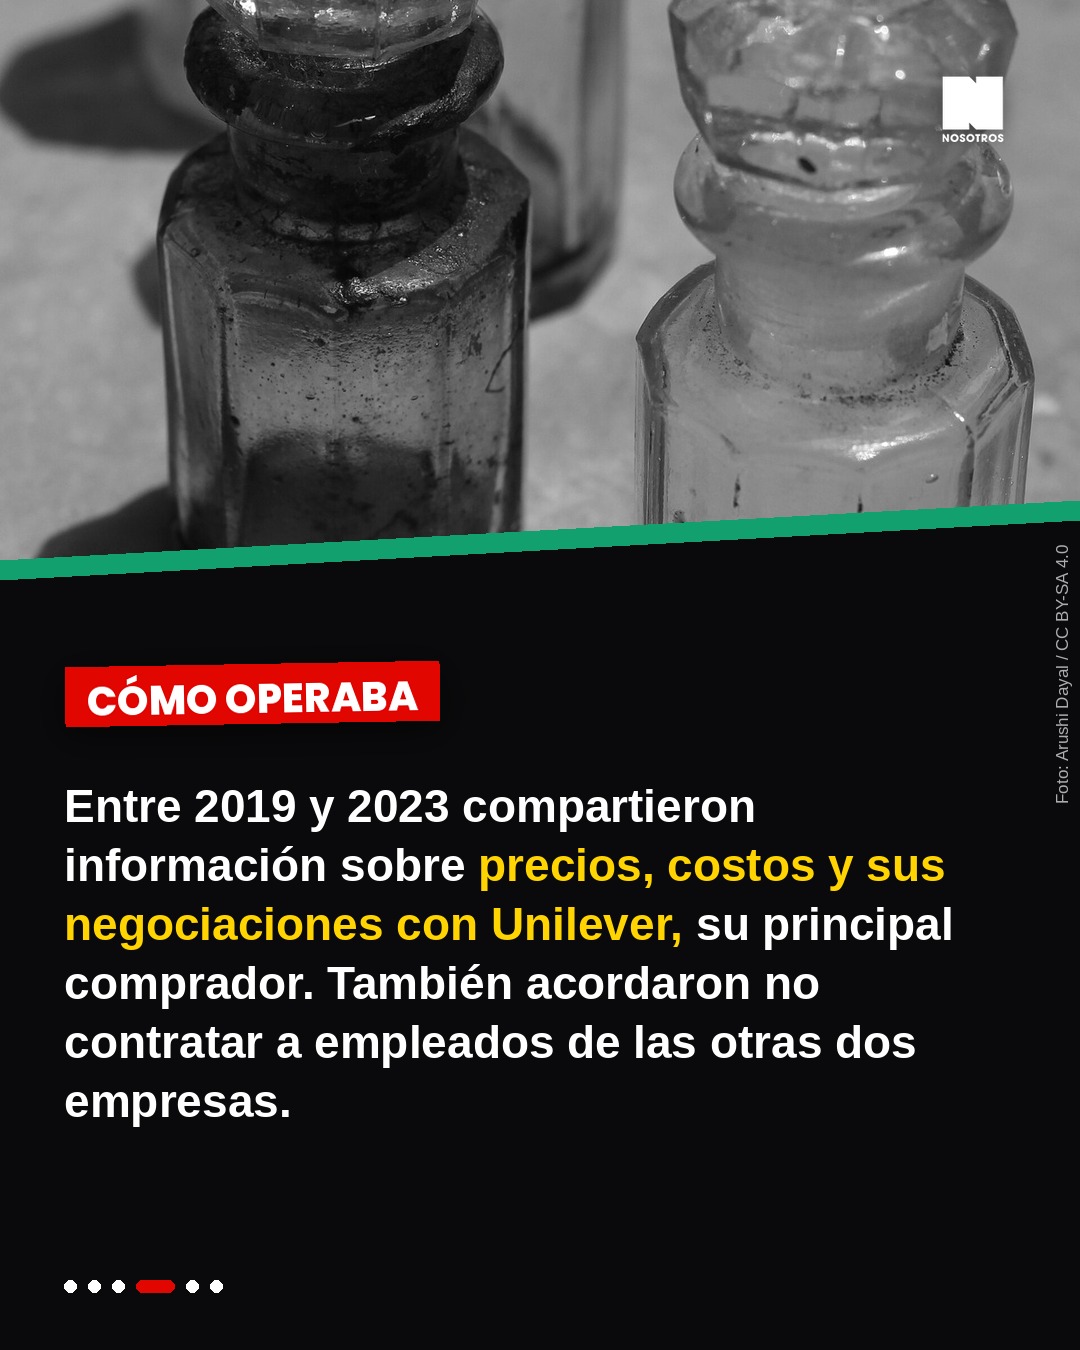 NOSOTROS
Foto: Arushi Dayal / CC BY-SA 4.0
CÓMO OPERABA
Entre 2019 y 2023 compartieron
información sobre precios, costos y sus
negociaciones con Unilever, su principal
comprador. También acordaron no
contratar a empleados de las otras dos
empresas.